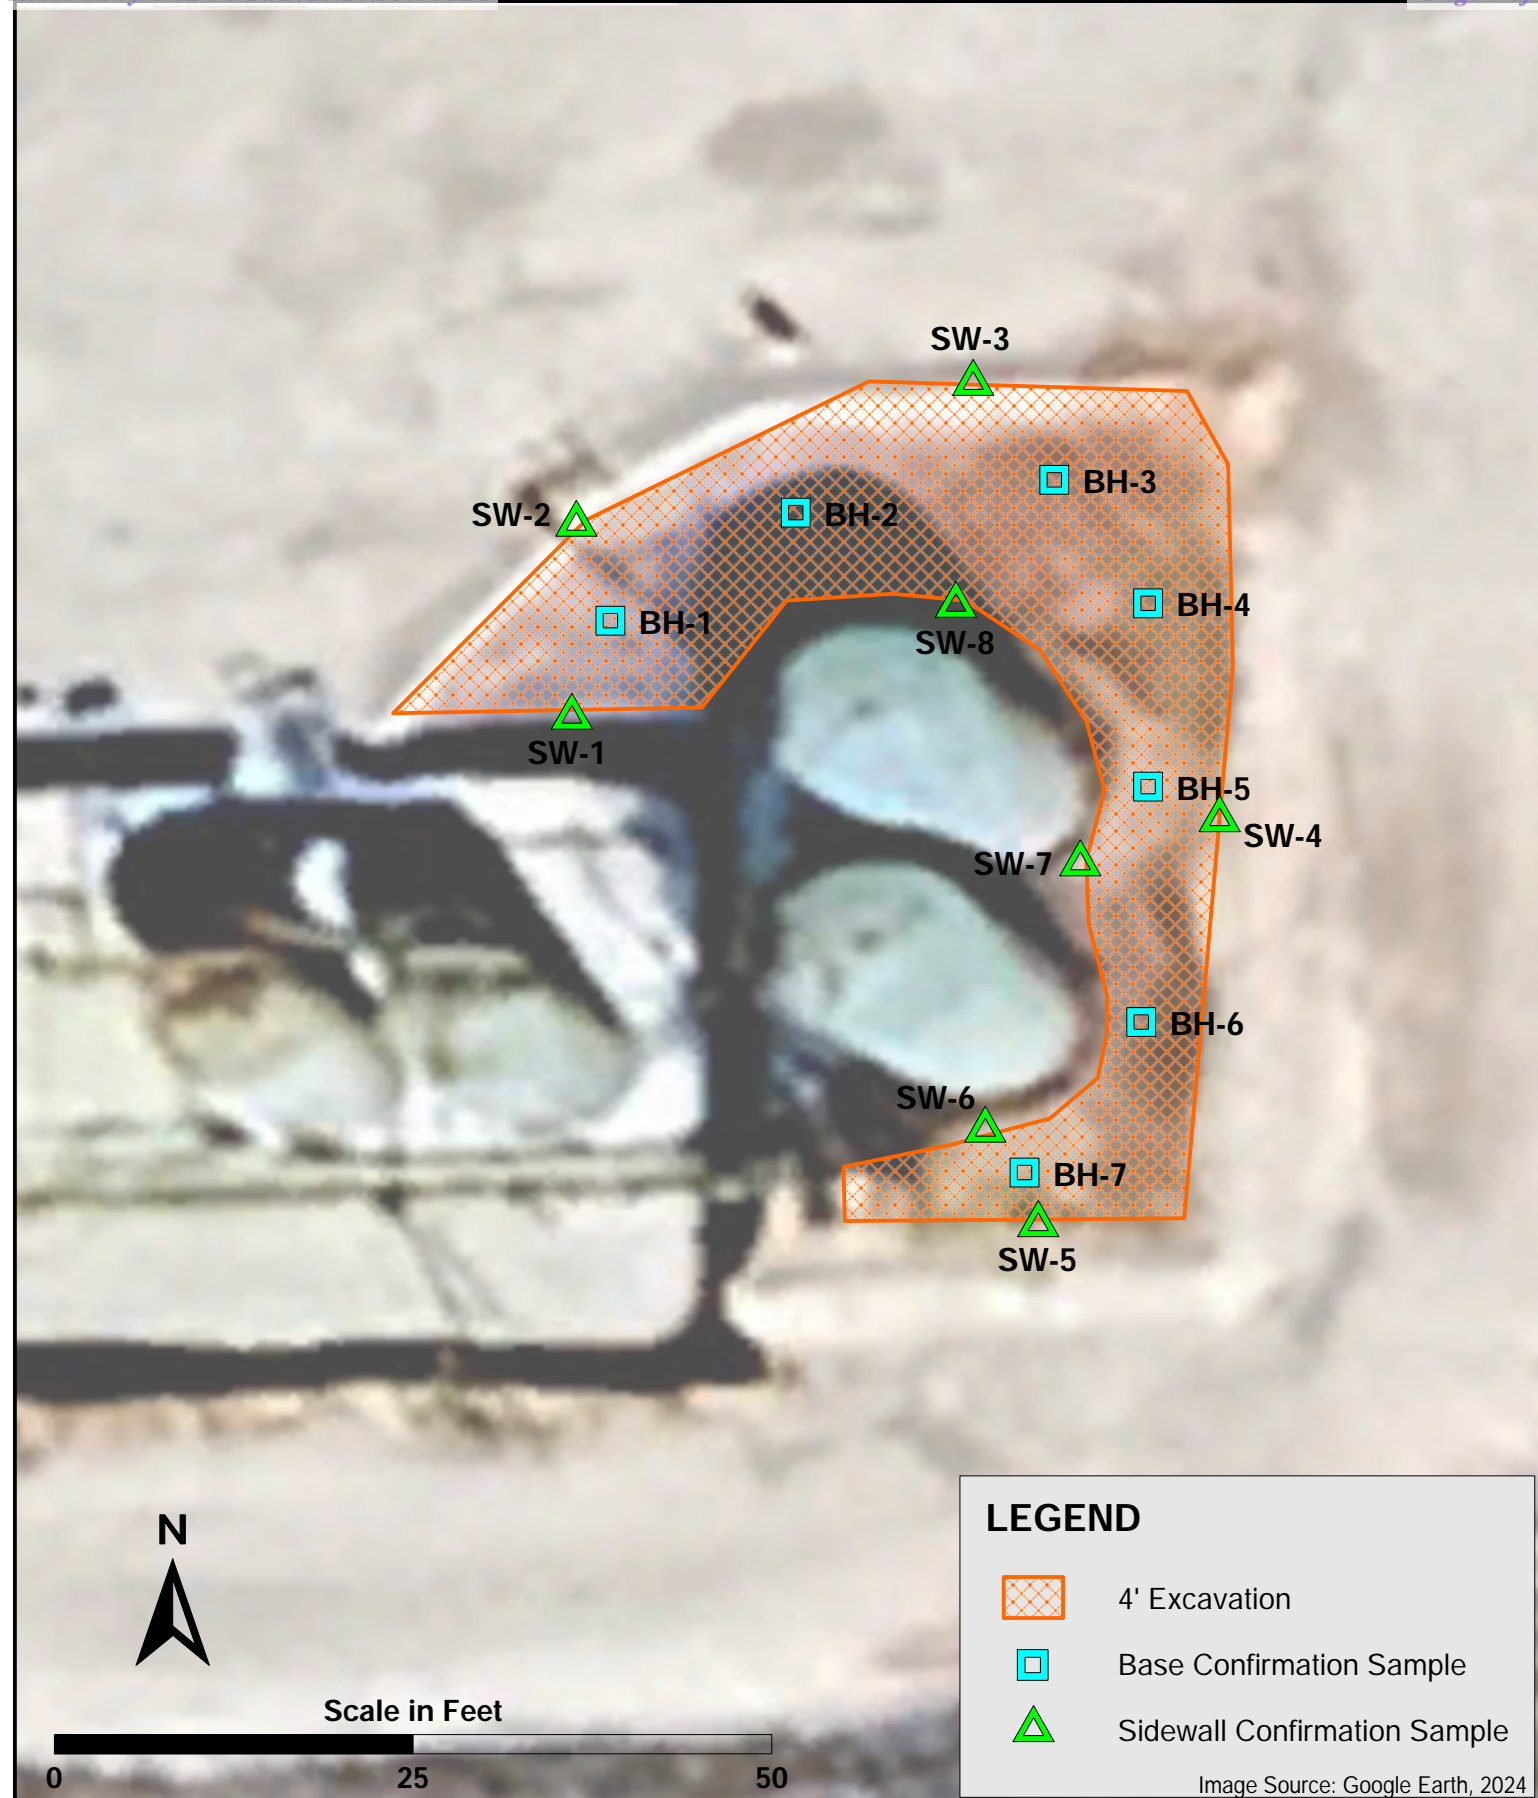 SW-3
BH-3
SW-2
BH-2
BH-4
BH-1
SW-8
SW-1
BH-5
SW-4
SW-7
BH-6
SW-6
BH-7
SW-5
LEGEND
N
4' Excavation
Base Confirmation Sample
Scale in Feet
Sidewall Confirmation Sample
0 25 50
Image Source: Google Earth, 2024